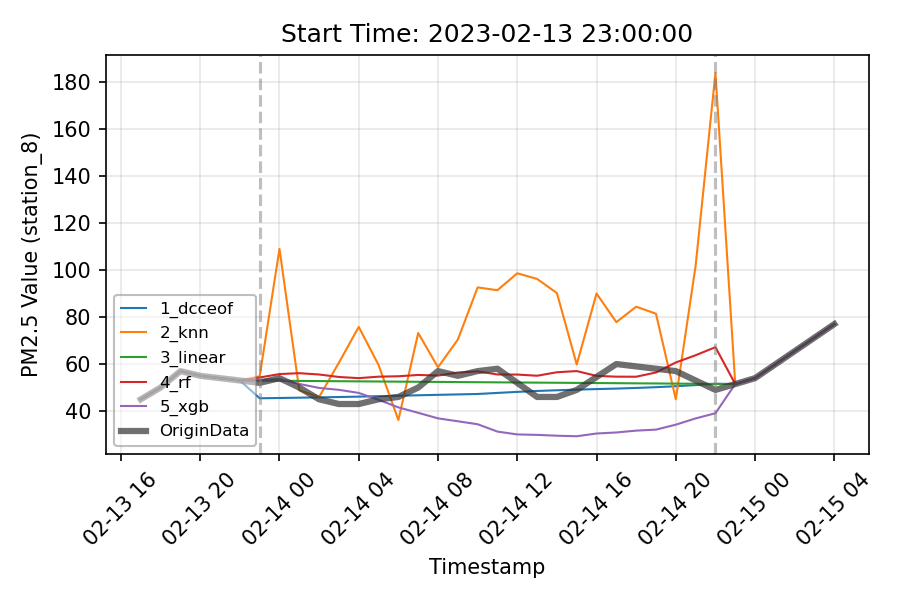 Start Time: 2023-02-13 23:00:00
PM2.5 Value (station_8)
180
160
140
120
100
80
60
40
1_dcceof
2_knn
3_linear
4_rf
5_xgb
OriginData
02-13 16
02-13 20
02-14 00
02-14 04
02-14 08
02-14 12
02-14 16
02-14 20
02-15 00
02-15 04
Timestamp